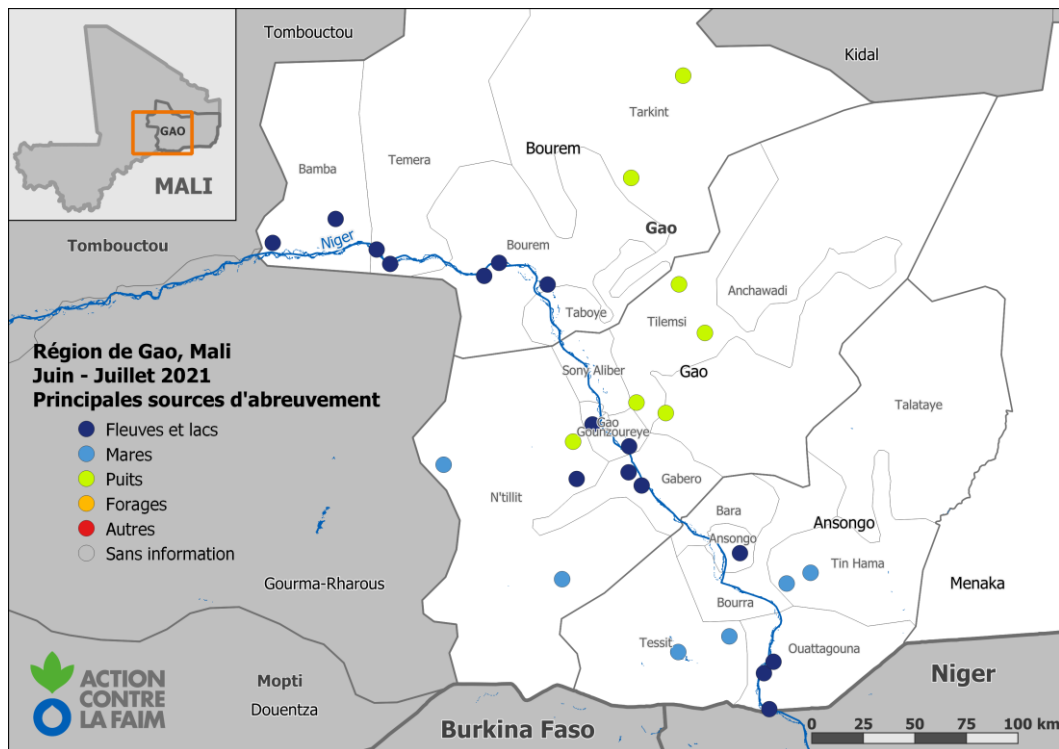 Tombouctou
Kidal
GAO
MALI
Tarkint
Bourem
Bamba
Temera
Gao
Tombouctou
Niger
Bourem
Anchawadi
Taboye
Tilemsi
Région de Gao, Mali
Juin - Juillet 2021
Principales sources d'abreuvement
Fleuves et lacs
Mares
Puits
Forages
Autres
Sans information
Sony Aliber
Gao
Talataye
Gao
Gounzoureye
N'tillit
Gabero
Bara
Ansongo
Ansongo
Tin Hama
Gourma-Rharous
Menaka
Bourra
Tessit
Ouattagouna
ACTION
CONTRE
LA FAIM
Mopti
Douentza
Niger
Burkina Faso
0 25 50 75 100 km